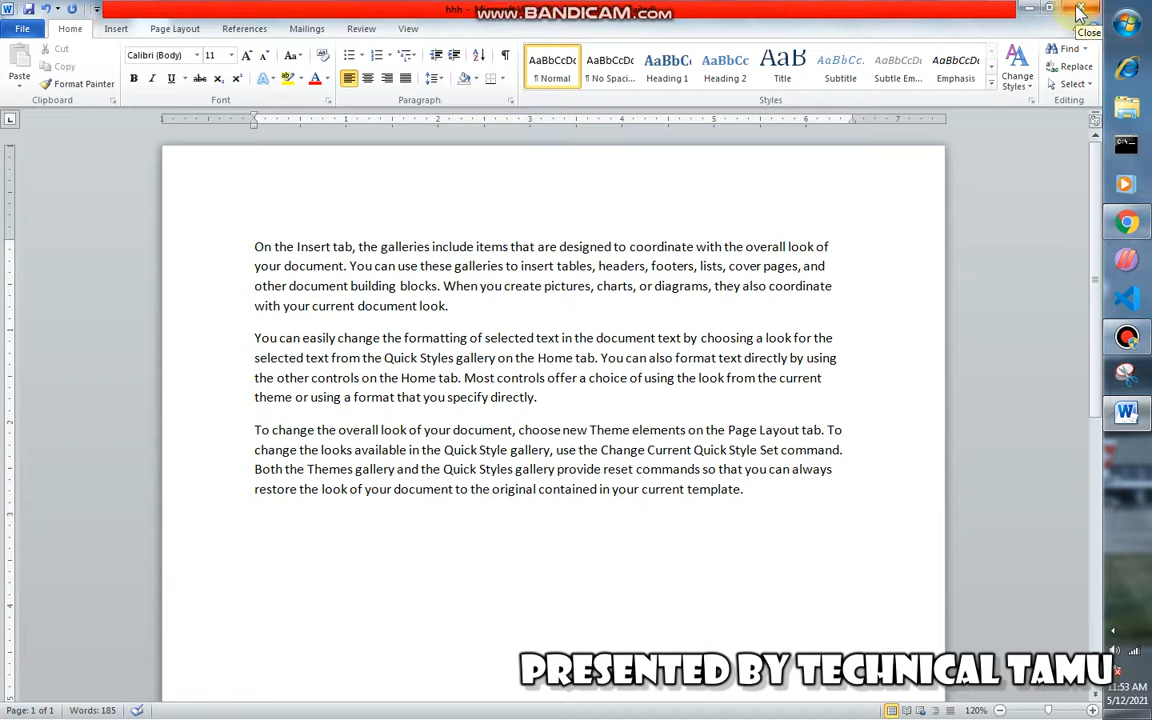 hhh - Microsoft
www.BANDICAM.com
Close
File Home Insert Page Layout References Mailings Review View
Paste
Cut
Copy
Format Painter
Clipboard
Calibri (Body) 11
Font
Paragraph
AaBbCcDc AaBbCcDc AaBbCc AaBbCc AaB AaBbCc. AaBbCcDc AaBbCcDc
¶ Normal ¶ No Spaci... Heading 1 Heading 2 Title Subtitle Subtle Em... Emphasis
Change Styles
Styles
Find
Replace
Select
Editing
1 2 3 4 5 6 7
On the Insert tab, the galleries include items that are designed to coordinate with the overall look of
your document. You can use these galleries to insert tables, headers, footers, lists, cover pages, and
other document building blocks. When you create pictures, charts, or diagrams, they also coordinate
with your current document look.
You can easily change the formatting of selected text in the document text by choosing a look for the
selected text from the Quick Styles gallery on the Home tab. You can also format text directly by using
the other controls on the Home tab. Most controls offer a choice of using the look from the current
theme or using a format that you specify directly.
To change the overall look of your document, choose new Theme elements on the Page Layout tab. To
change the looks available in the Quick Style gallery, use the Change Current Quick Style Set command.
Both the Themes gallery and the Quick Styles gallery provide reset commands so that you can always
restore the look of your document to the original contained in your current template.
PRESENTED BY TECHNICAL TAMU
11:53 AM
5/12/2021
Page: 1 of 1 Words: 185 120%